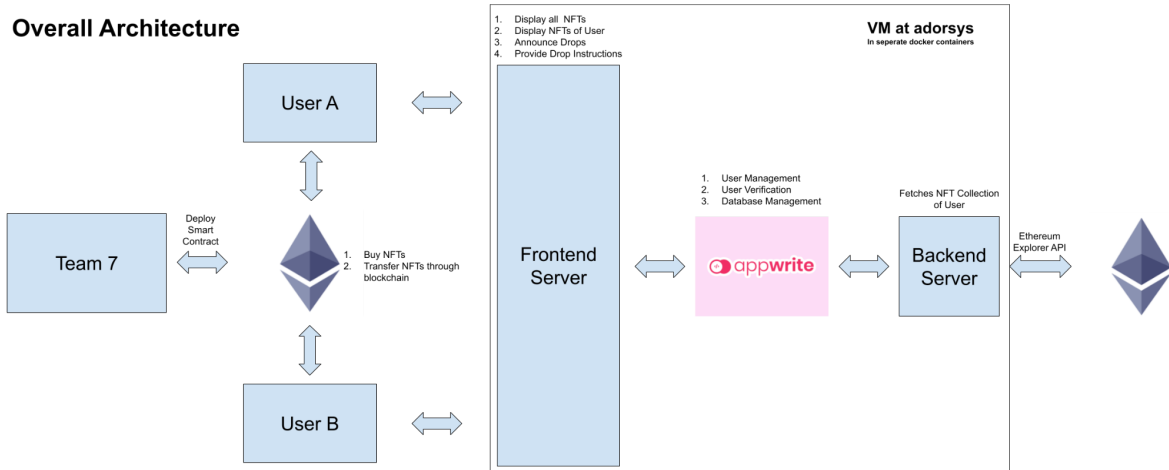 Overall Architecture
1. Display all NFTs
2. Display NFTs of User
3. Announce Drops
4. Provide Drop Instructions
VM at adorsys
In seperate docker containers
User A
1. User Management
2. User Verification
3. Database Management
Fetches NFT Collection
of User
Deploy
Smart
Contract
Team 7
1. Buy NFTs
2. Transfer NFTs through
blockchain
Frontend
Server
appwrite
Backend
Server
Ethereum
Explorer API
User B